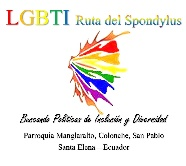 LGBTI Ruta del Spondylus
Buscando Políticas de Inclusión y Diversidad
Parroquia Manglaralto, Colonche, San Pablo
Santa Elena – Ecuador